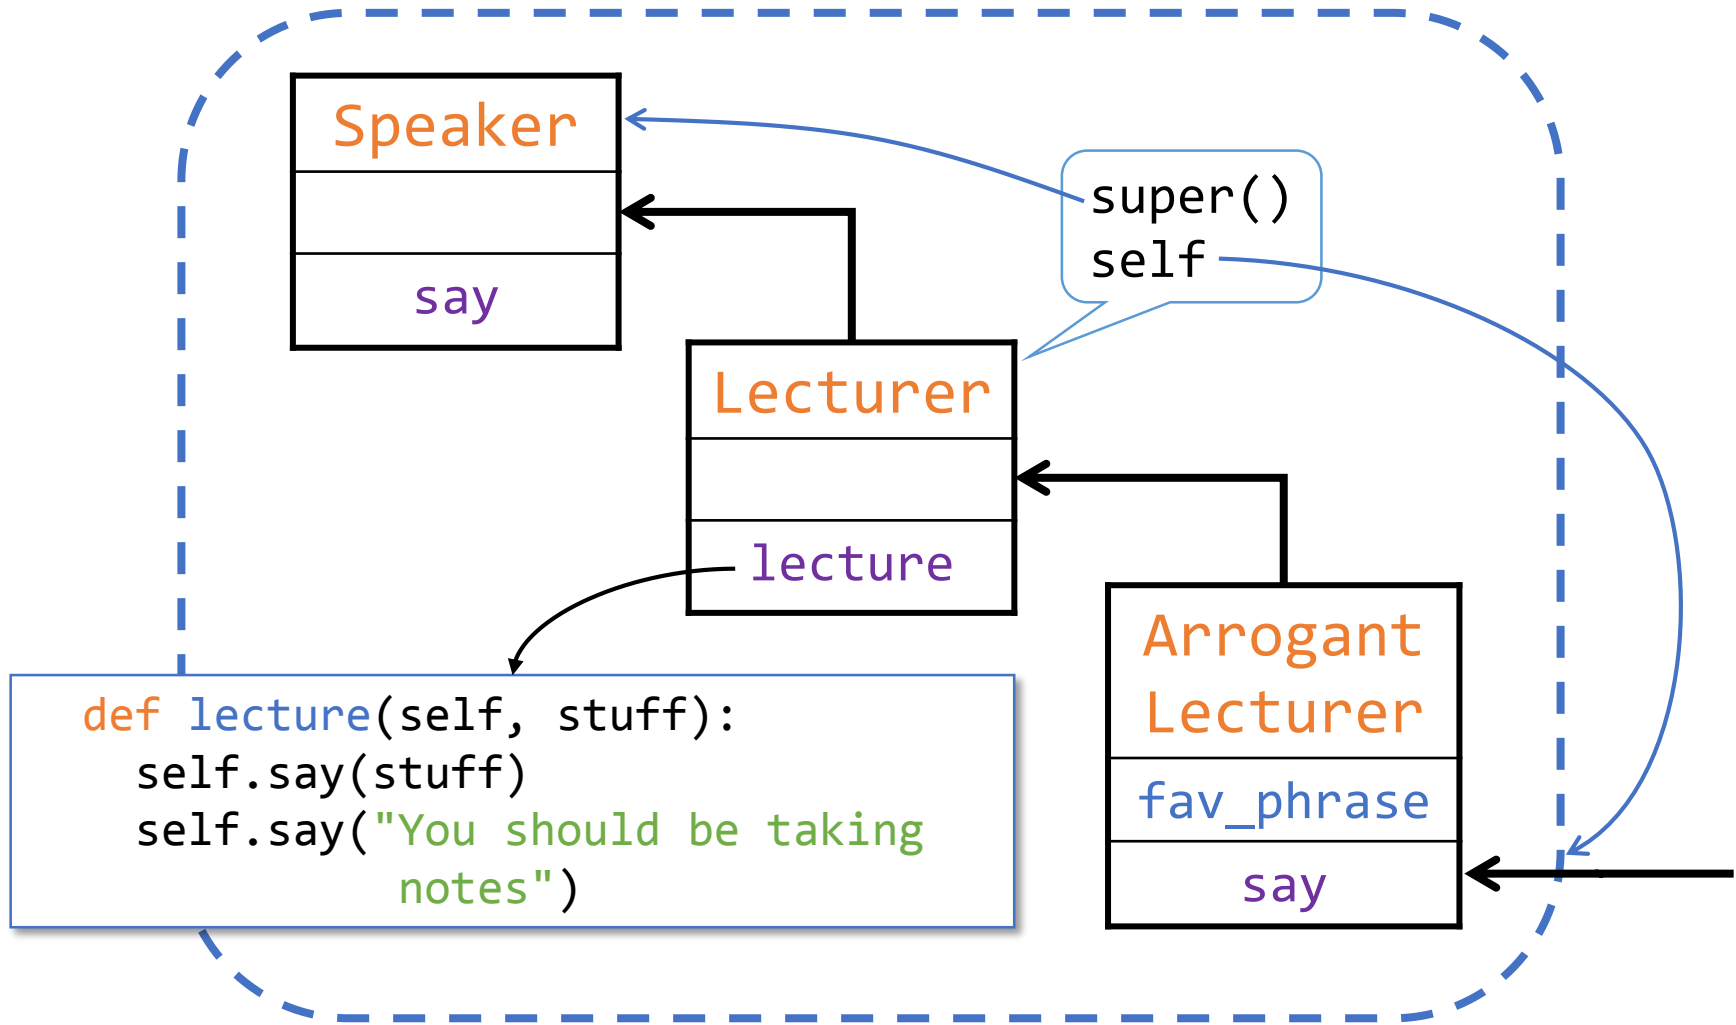 Speaker
say
super()
self
Lecturer
lecture
Arrogant
Lecturer
fav_phrase
say
def lecture(self, stuff):
self.say(stuff)
self.say("You should be taking
notes")